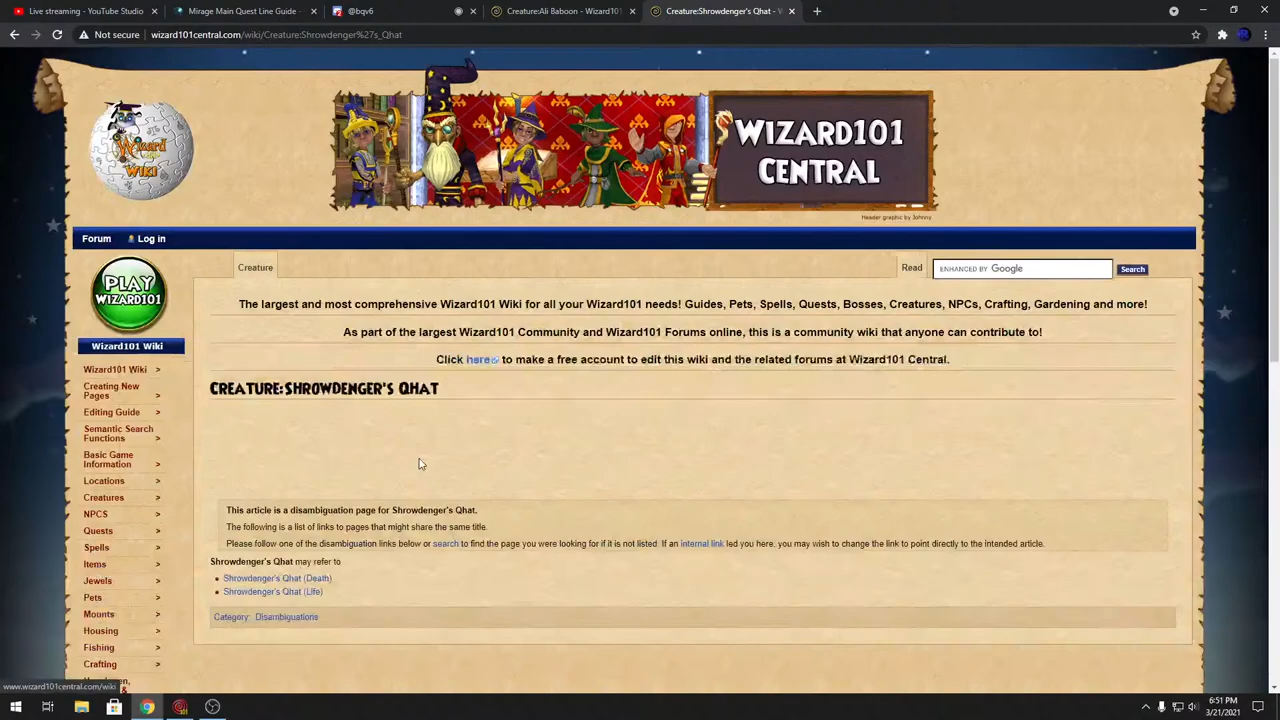 Live streaming - YouTube Studio
Mirage Main Quest Line Guide -
@bqv6
Creature:Ali Baboon - Wizard101
Creature:Shrowdenger's Qhat - W
Not secure
wizard101central.com/wiki/Creature:Shrowdenger%27s_Qhat
Wizard
WIKI
WIZARD101
CENTRAL
Header graphic by Johnny
Forum
Log in
PLAY
WIZARD101
Creature
Read
ENHANCED BY Google
Search
The largest and most comprehensive Wizard101 Wiki for all your Wizard101 needs! Guides, Pets, Spells, Quests, Bosses, Creatures, NPCs, Crafting, Gardening and more!
As part of the largest Wizard101 Community and Wizard101 Forums online, this is a community wiki that anyone can contribute to!
Click here to make a free account to edit this wiki and the related forums at Wizard101 Central.
CREATURE:SHROWDENGER'S QHAT
This article is a disambiguation page for Shrowdenger's Qhat.
The following is a list of links to pages that might share the same title.
Please follow one of the disambiguation links below or search to find the page you were looking for if it is not listed. If an internal link led you here, you may wish to change the link to point directly to the intended article.
Shrowdenger's Qhat may refer to
Shrowdenger's Qhat (Death)
Shrowdenger's Qhat (Life)
Category: Disambiguations
Wizard101 Wiki
Wizard101 Wiki >
Creating New
Pages >
Editing Guide >
Semantic Search
Functions >
Basic Game
Information >
Locations >
Creatures >
NPCS >
Quests >
Spells >
Items >
Jewels >
Pets >
Mounts >
Housing >
Fishing >
Crafting >
www.wizard101central.com/wiki
6:51 PM
3/21/2021